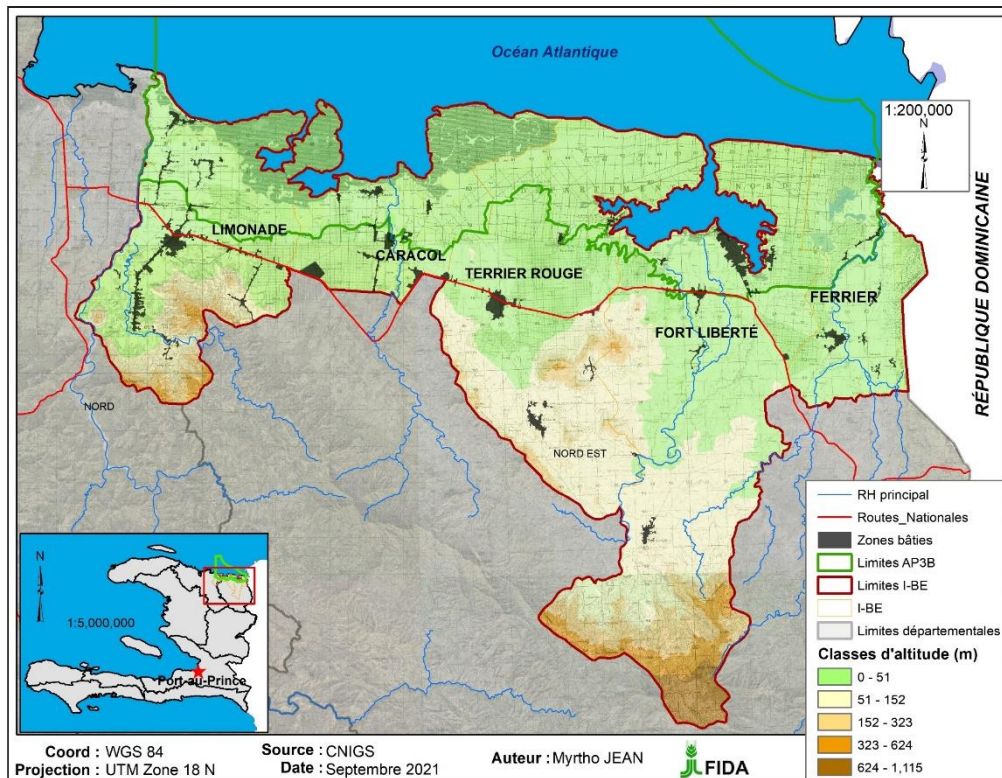 Océan Atlantique
1:200,000
N
LIMONADE
CARACOL
TERRIER ROUGE
FERRIER
FORT LIBERTÉ
RÉPUBLIQUE DOMINICAINE
NORD
NORD EST
RH principal
Routes_Nationales
Zones bâties
Limites AP3B
Limites I-BE
I-BE
Limites départementales
Classes d'altitude (m)
0 - 51
51 - 152
152 - 323
323 - 624
624 - 1,115
N
1:5,000,000
Port-au-Prince
Coord : WGS 84
Projection : UTM Zone 18 N
Source : CNIGS
Date : Septembre 2021
Auteur : Myrtho JEAN
FIDA